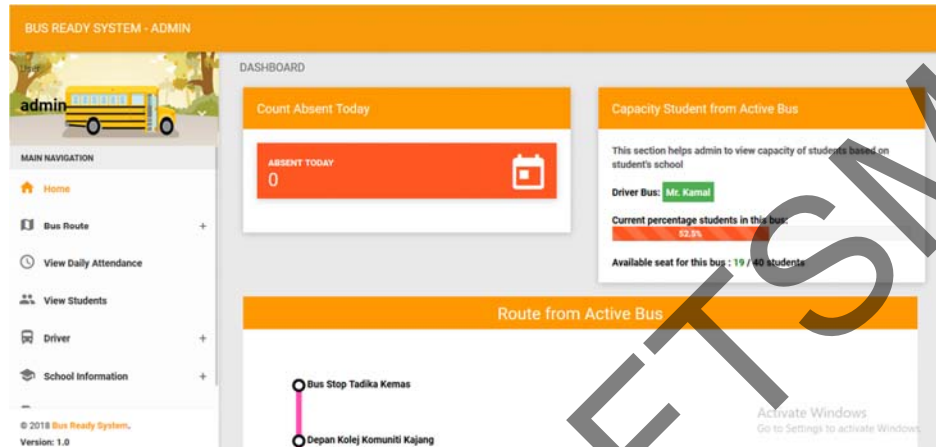 BUS READY SYSTEM - ADMIN
User
admin
MAIN NAVIGATION
Home
Bus Route +
View Daily Attendance
View Students
Driver +
School Information +
© 2018 Bus Ready System.
Version: 1.0
DASHBOARD
Count Absent Today
ABSENT TODAY
0
Capacity Student from Active Bus
This section helps admin to view capacity of students based on
student's school
Driver Bus: Mr. Kamal
Current percentage students in this bus:
52.5%
Available seat for this bus : 19 / 40 students
Route from Active Bus
Bus Stop Tadika Kemas
Depan Kolej Komuniti Kajang
Activate Windows
Go to Settings to activate Windows.
FTSM